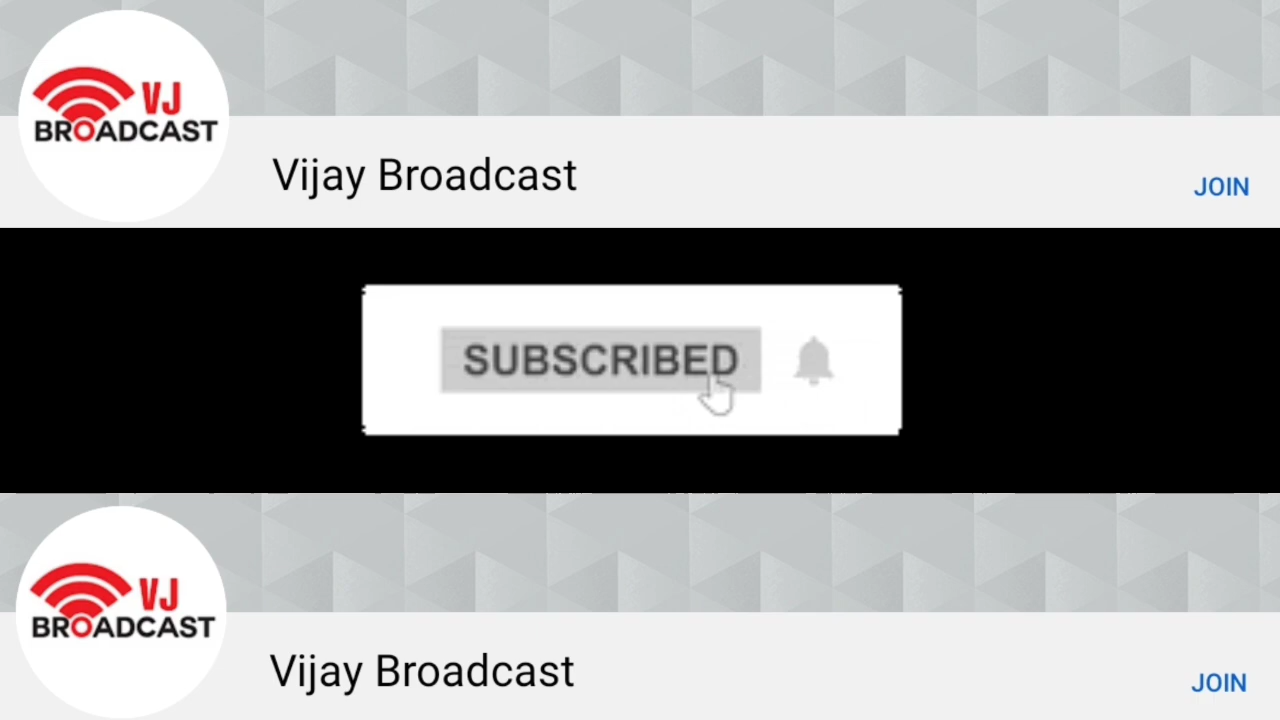 VJ
BROADCAST
Vijay Broadcast
JOIN
SUBSCRIBED
VJ
BROADCAST
Vijay Broadcast
JOIN